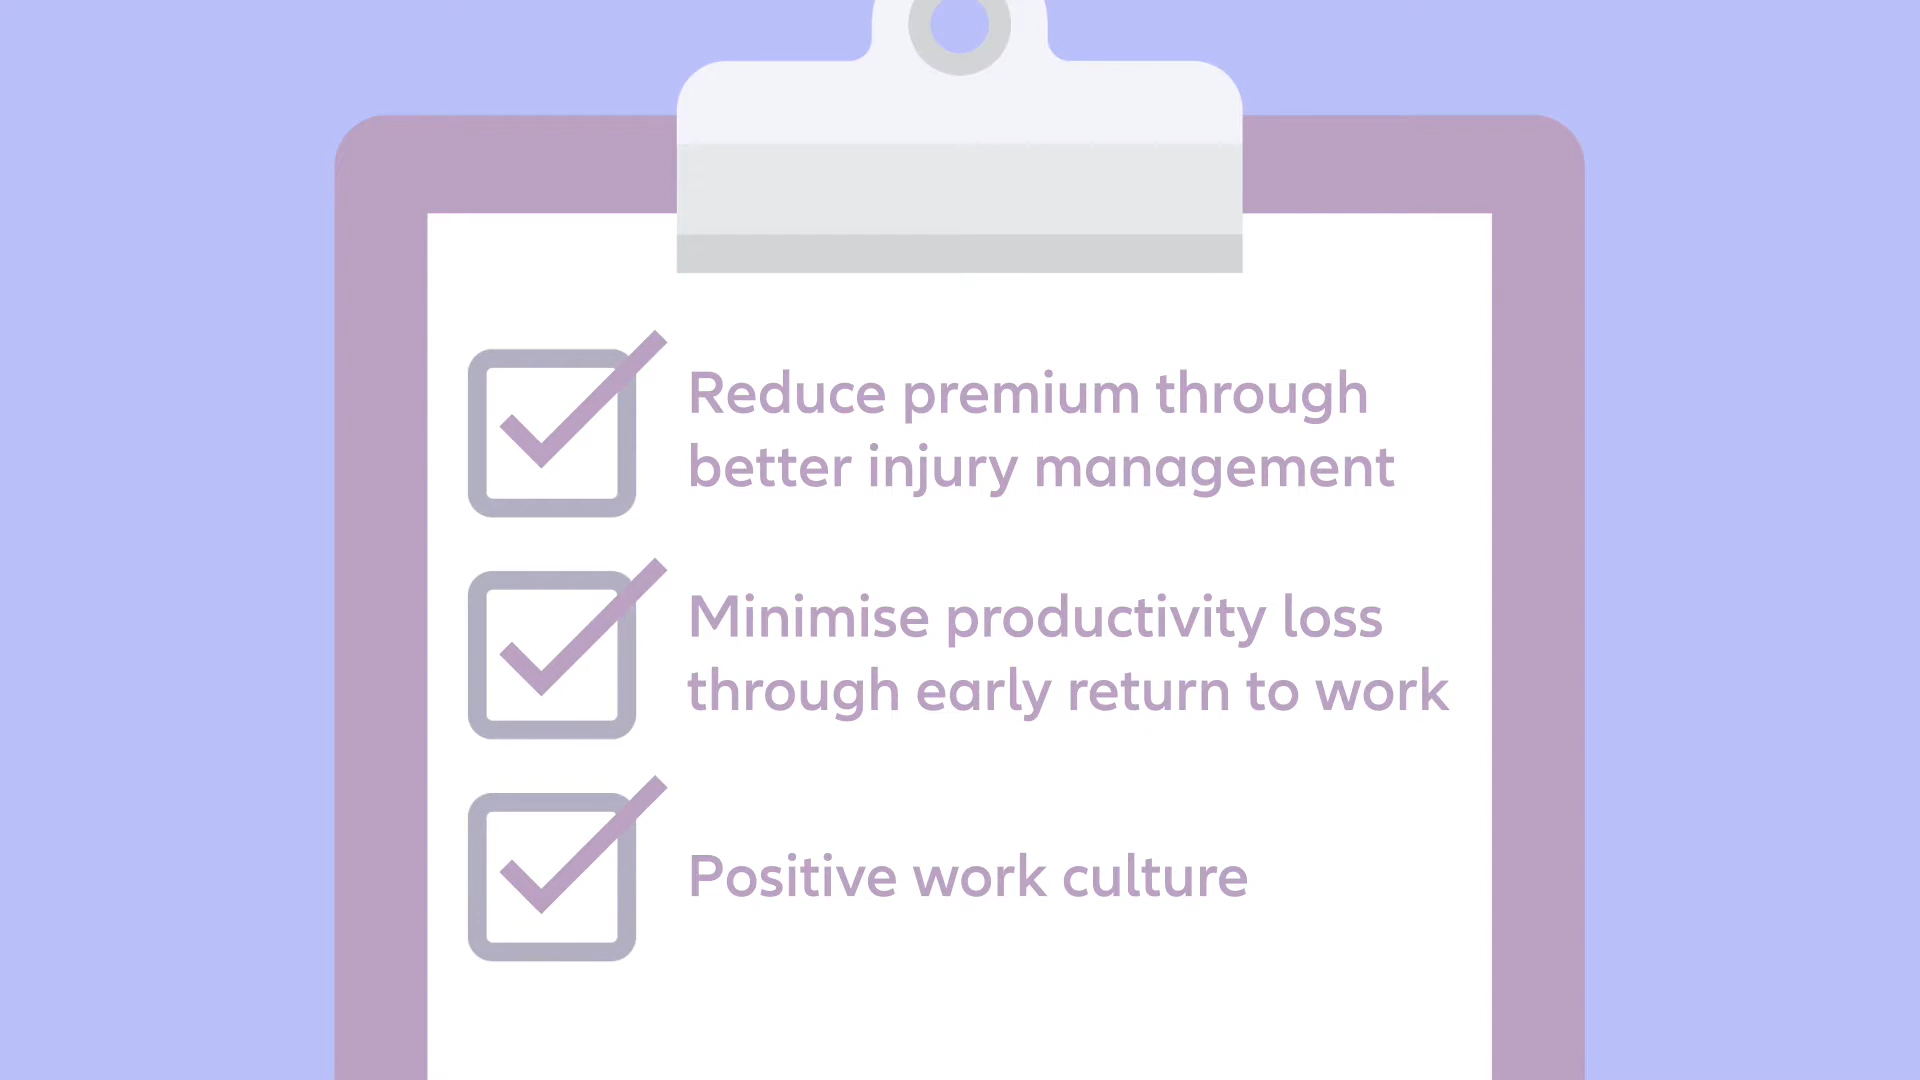 Reduce premium through
better injury management
Minimise productivity loss
through early return to work
Positive work culture